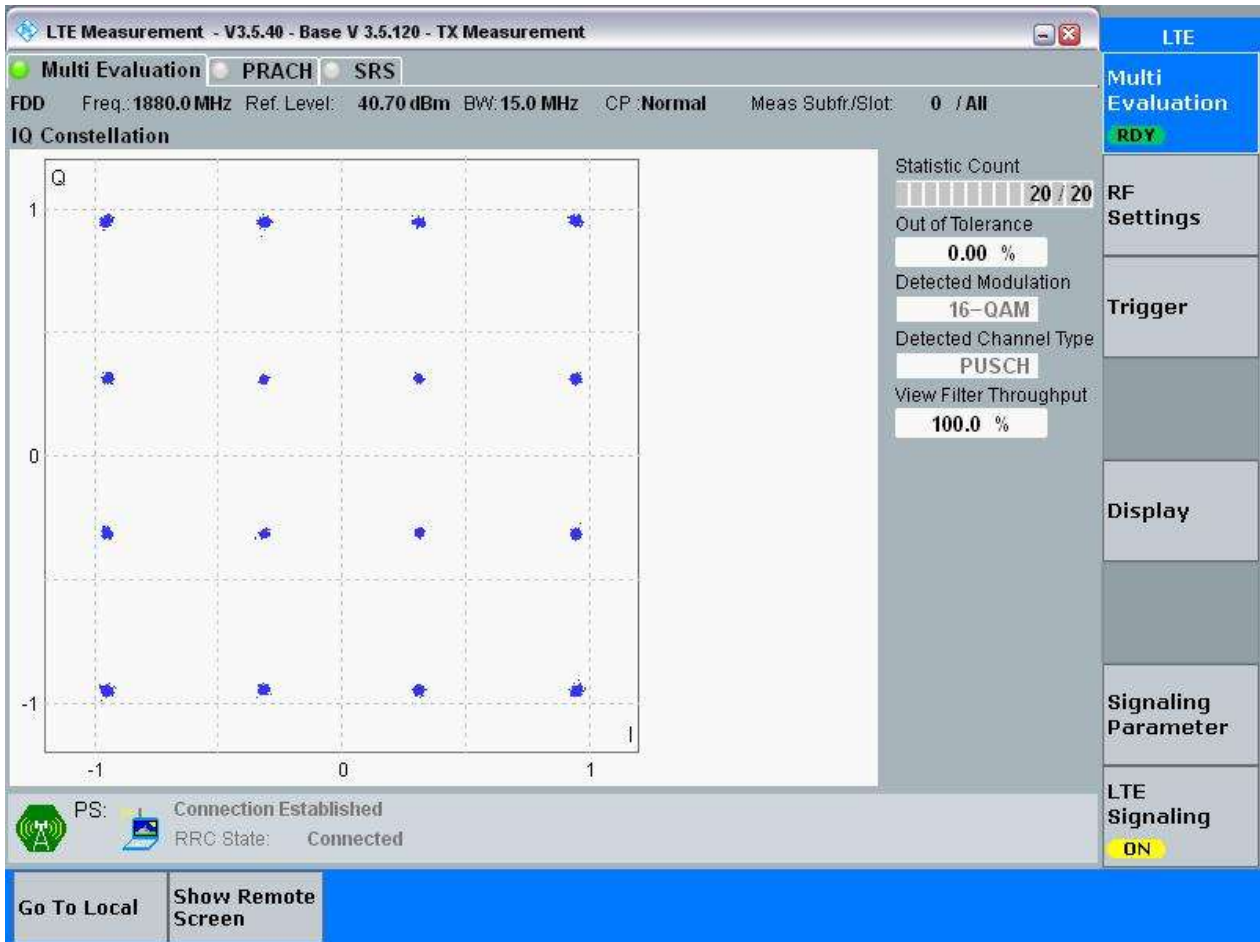 LTE Measurement - V3.5.40 - Base V 3.5.120 - TX Measurement
LTE
Multi Evaluation PRACH SRS
Multi
Evaluation
RDY
FDD Freq.: 1880.0 MHz Ref. Level: 40.70 dBm BW: 15.0 MHz CP : Normal Meas Subfr./Slot: 0 / All
IQ Constellation
Q
1
0
-1
I
-1 0 1
Statistic Count
20 / 20
Out of Tolerance
0.00 %
Detected Modulation
16-QAM
Detected Channel Type
PUSCH
View Filter Throughput
100.0 %
RF
Settings
Trigger
Display
Signaling
Parameter
LTE
Signaling
ON
PS: Connection Established
RRC State: Connected
Go To Local
Show Remote
Screen